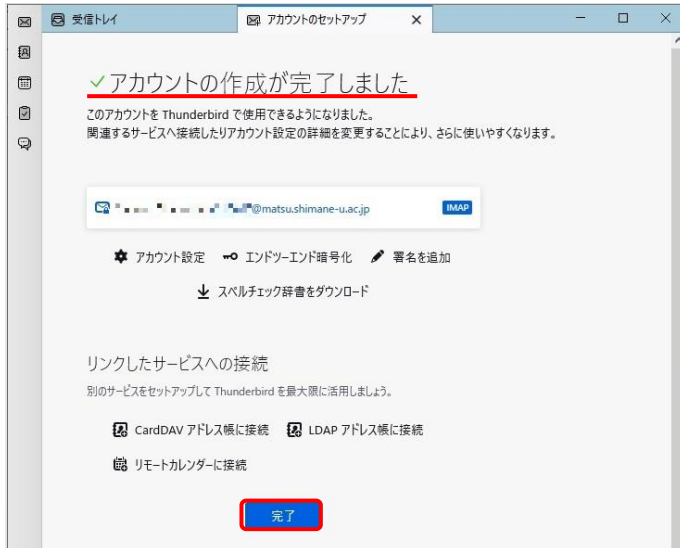 受信トレイ
アカウントのセットアップ
アカウントの作成が完了しました
このアカウントを Thunderbird で使用できるようになりました。
関連するサービスへ接続したりアカウント設定の詳細を変更することにより、さらに使いやすくなります。
@matsu.shimane-u.ac.jp IMAP
アカウント設定 エンドツーエンド暗号化 署名を追加
スペルチェック辞書をダウンロード
リンクしたサービスへの接続
別のサービスをセットアップして Thunderbird を最大限に活用しましょう。
CardDAV アドレス帳に接続 LDAP アドレス帳に接続
リモートカレンダーに接続
完了